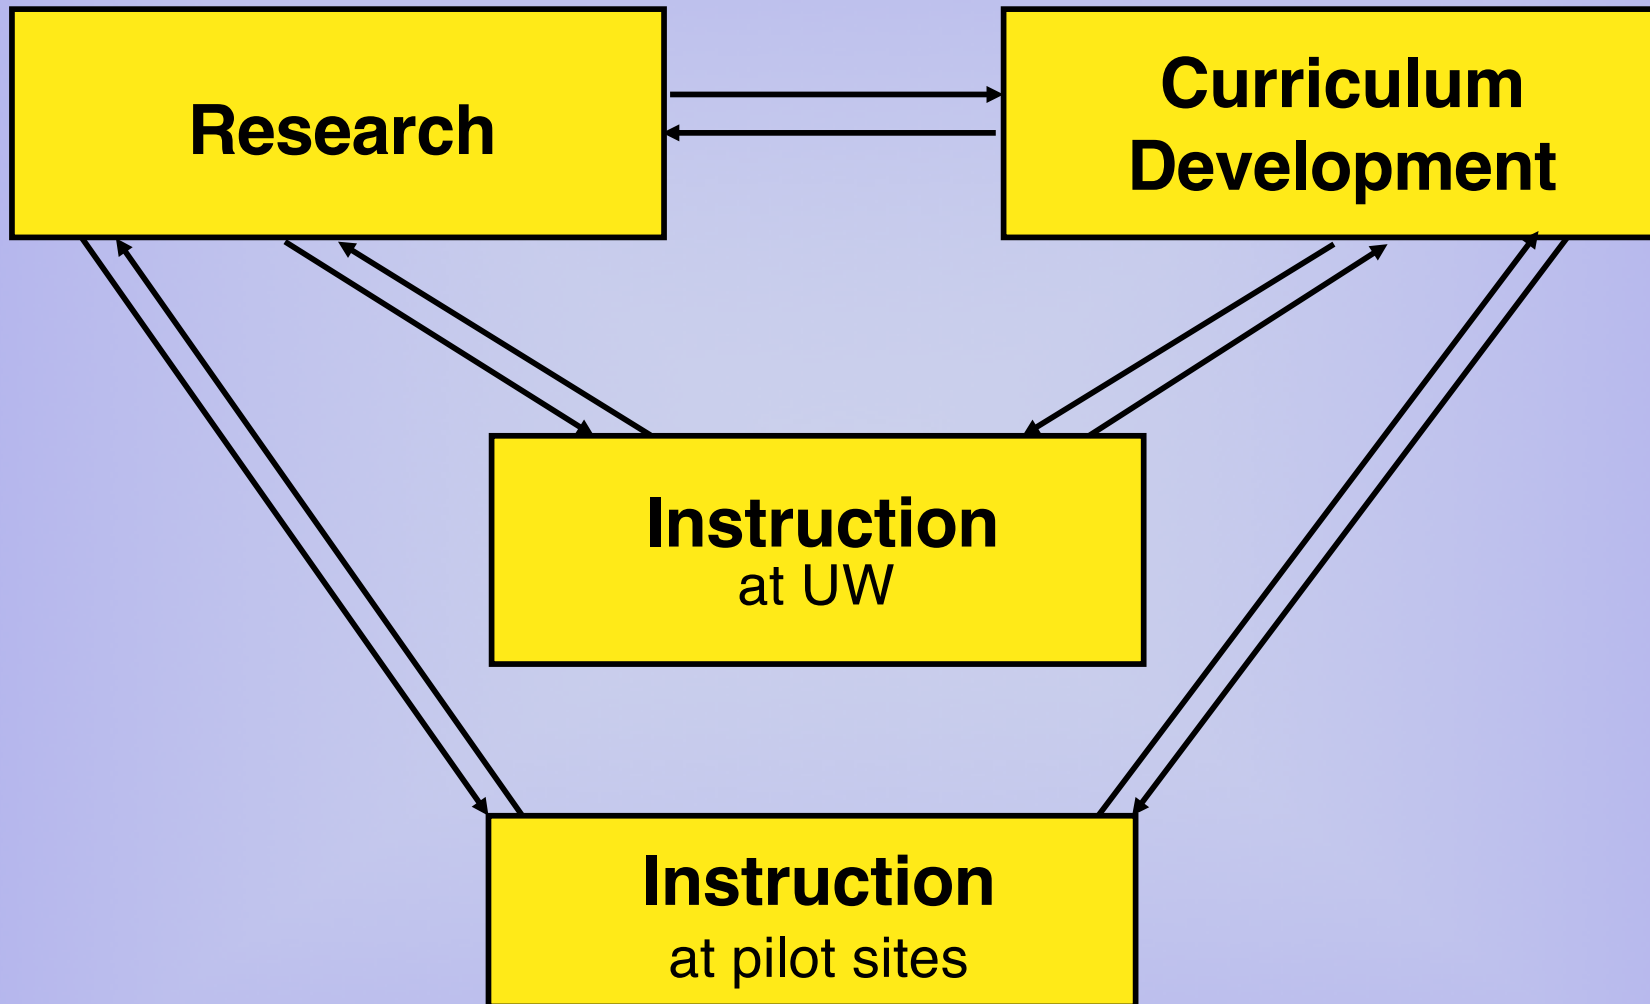 Research
Curriculum
Development
Instruction
at UW
Instruction
at pilot sites